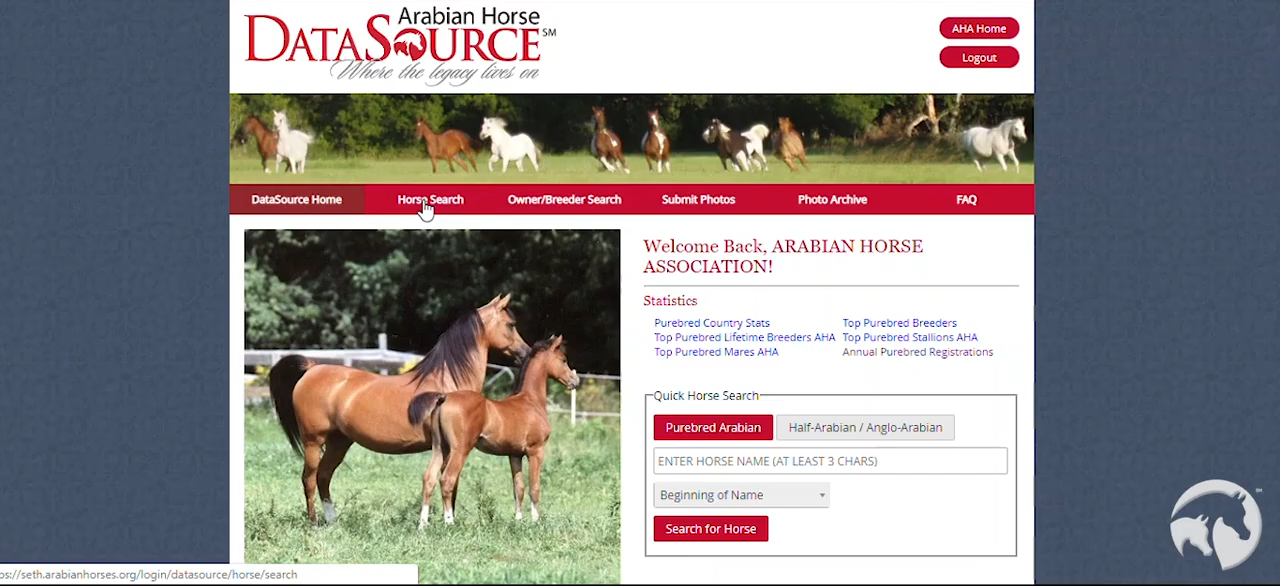 Arabian Horse
DATASOURCE SM
Where the legacy lives on
AHA Home
Logout
DataSource Home
Horse Search
Owner/Breeder Search
Submit Photos
Photo Archive
FAQ
Welcome Back, ARABIAN HORSE
ASSOCIATION!
Statistics
Purebred Country Stats
Top Purebred Breeders
Top Purebred Lifetime Breeders AHA
Top Purebred Stallions AHA
Top Purebred Mares AHA
Annual Purebred Registrations
Quick Horse Search
Purebred Arabian
Half-Arabian / Anglo-Arabian
ENTER HORSE NAME (AT LEAST 3 CHARS)
Beginning of Name
Search for Horse
ps://seth.arabianhorses.org/login/datasource/horse/search
SM